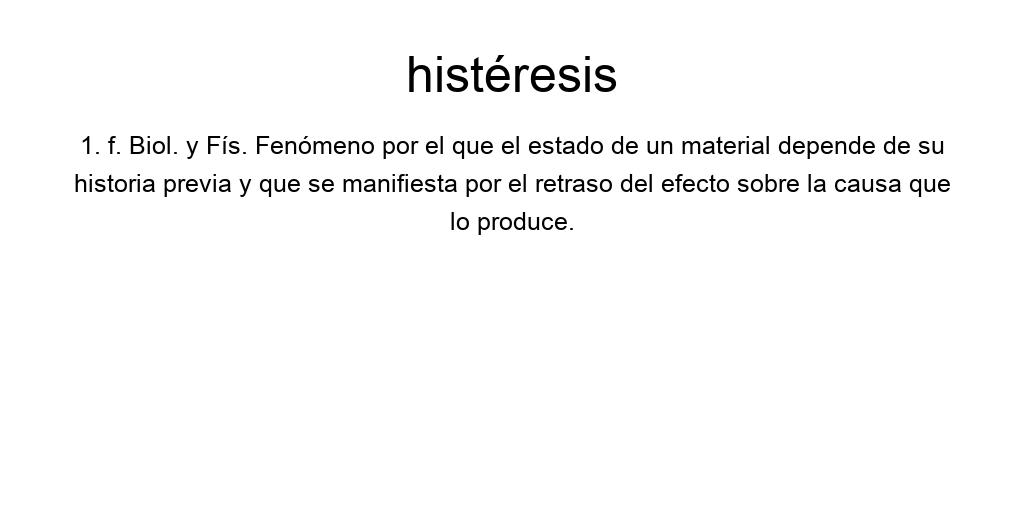 histéresis
1. f. Biol. y Fís. Fenómeno por el que el estado de un material depende de su
historia previa y que se manifiesta por el retraso del efecto sobre la causa que
lo produce.